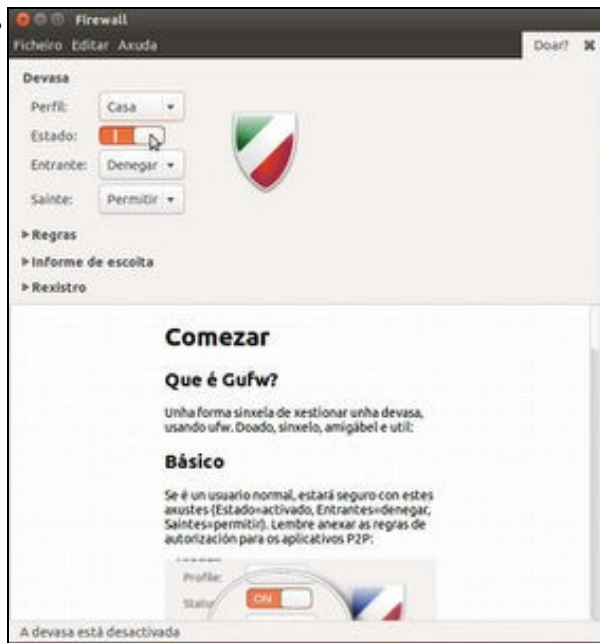 Firewall
Ficheiro Editar Axuda Doar? ✖
Devasa
Perfil: Casa
Estado:
Entrante: Denegar
Sainte: Permitir
Regras
Informe de escolta
Rexistro
Comezar
Que é Gufw?
Unha forma sinxela de xestionar unha devasa,
usando ufw. Doado, sinxelo, amigábel e util:
Básico
Se é un usuario normal, estará seguro con estes
axustes (Estado=activado, Entrantes=denegar,
Saintes=permitir). Lembre anexar as regras de
autorización para os aplicativos P2P:
Profile:
Status ON
A devasa está desactivada